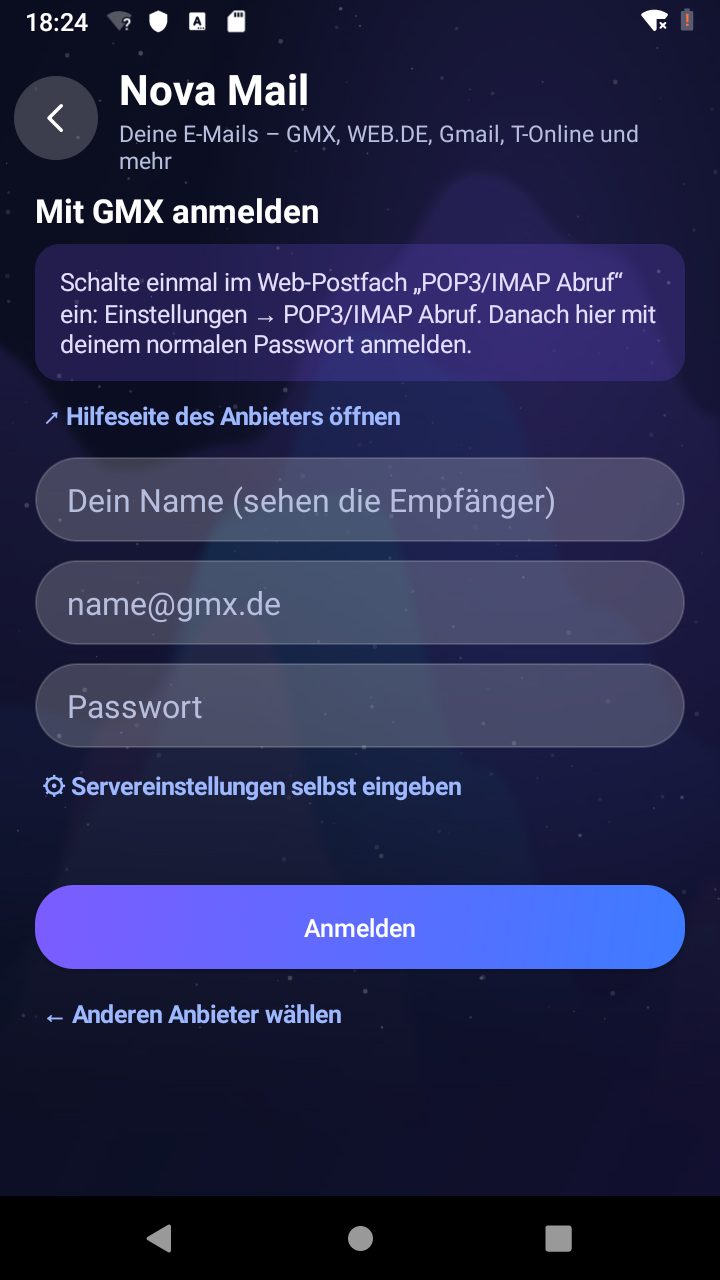 18:24
Nova Mail
Deine E-Mails – GMX, WEB.DE, Gmail, T-Online und
mehr
Mit GMX anmelden
Schalte einmal im Web-Postfach „POP3/IMAP Abruf“
ein: Einstellungen → POP3/IMAP Abruf. Danach hier mit
deinem normalen Passwort anmelden.
↗ Hilfeseite des Anbieters öffnen
Dein Name (sehen die Empfänger)
name@gmx.de
Passwort
⚙ Servereinstellungen selbst eingeben
Anmelden
← Anderen Anbieter wählen